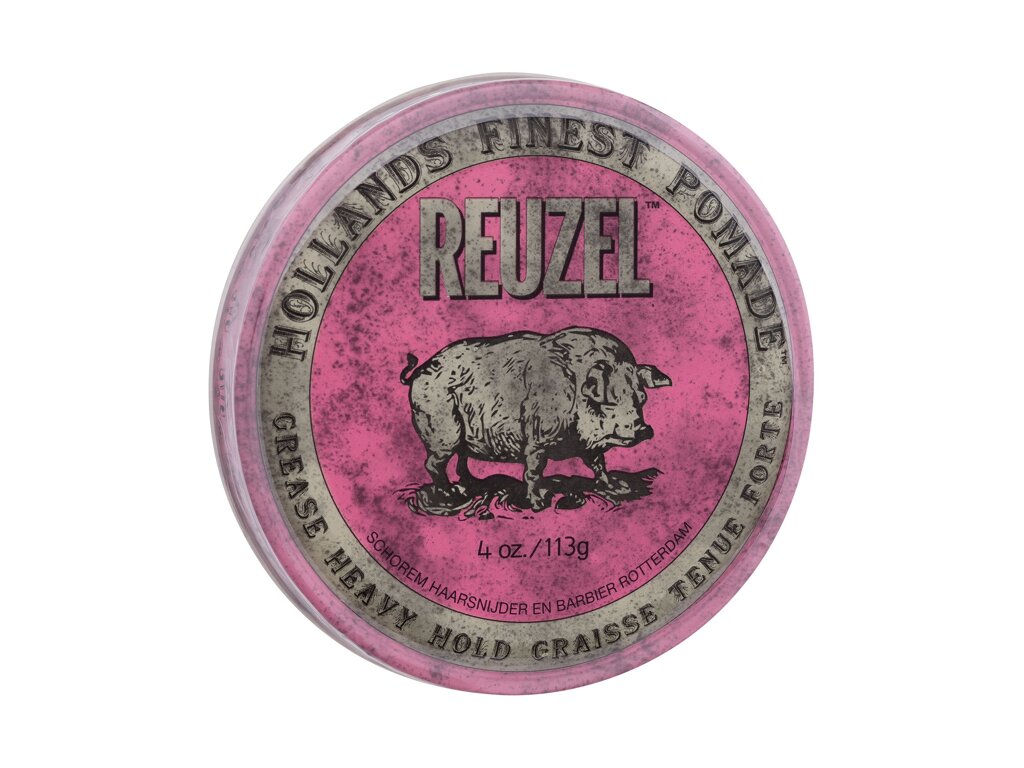 HOLLANDS FINEST POMADE™
REUZEL™
4 oz./113g
SCHOREM HAARSNIJDER EN BARBIER ROTTERDAM
GREASE HEAVY HOLD GRAISSE TENUE FORTE